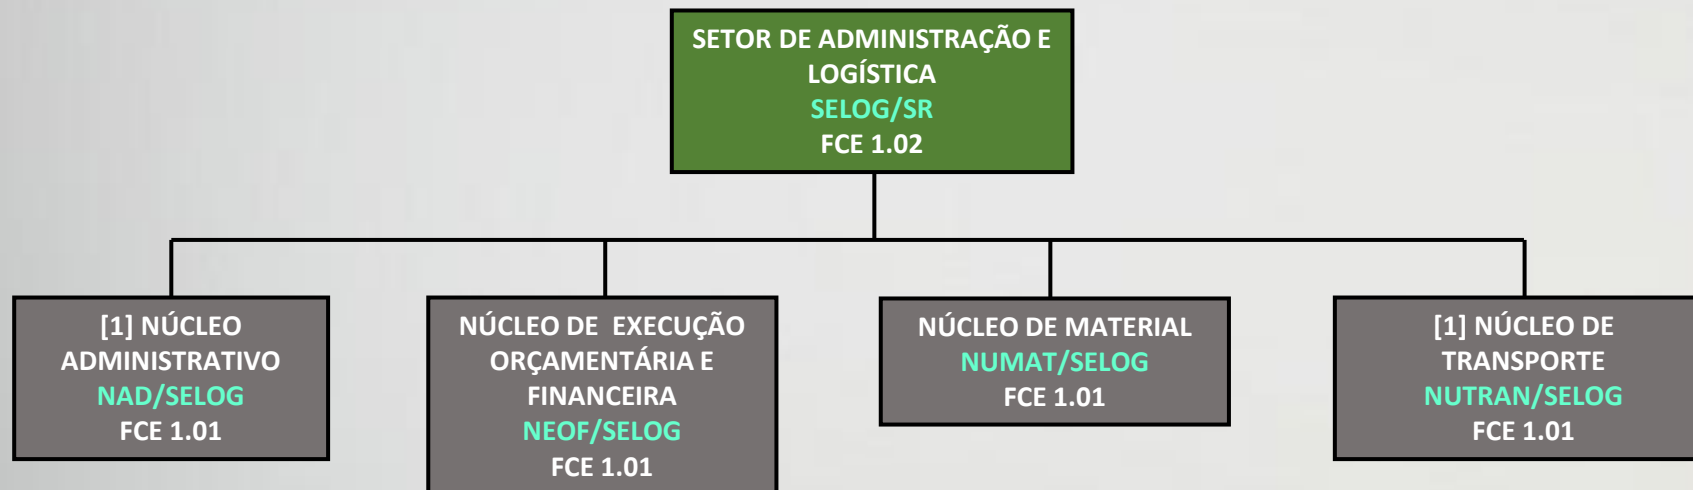 SETOR DE ADMINISTRAÇÃO E
LOGÍSTICA
SELOG/SR
FCE 1.02
[1] NÚCLEO
ADMINISTRATIVO
NAD/SELOG
FCE 1.01
NÚCLEO DE EXECUÇÃO
ORÇAMENTÁRIA E
FINANCEIRA
NEOF/SELOG
FCE 1.01
NÚCLEO DE MATERIAL
NUMAT/SELOG
FCE 1.01
[1] NÚCLEO DE
TRANSPORTE
NUTRAN/SELOG
FCE 1.01